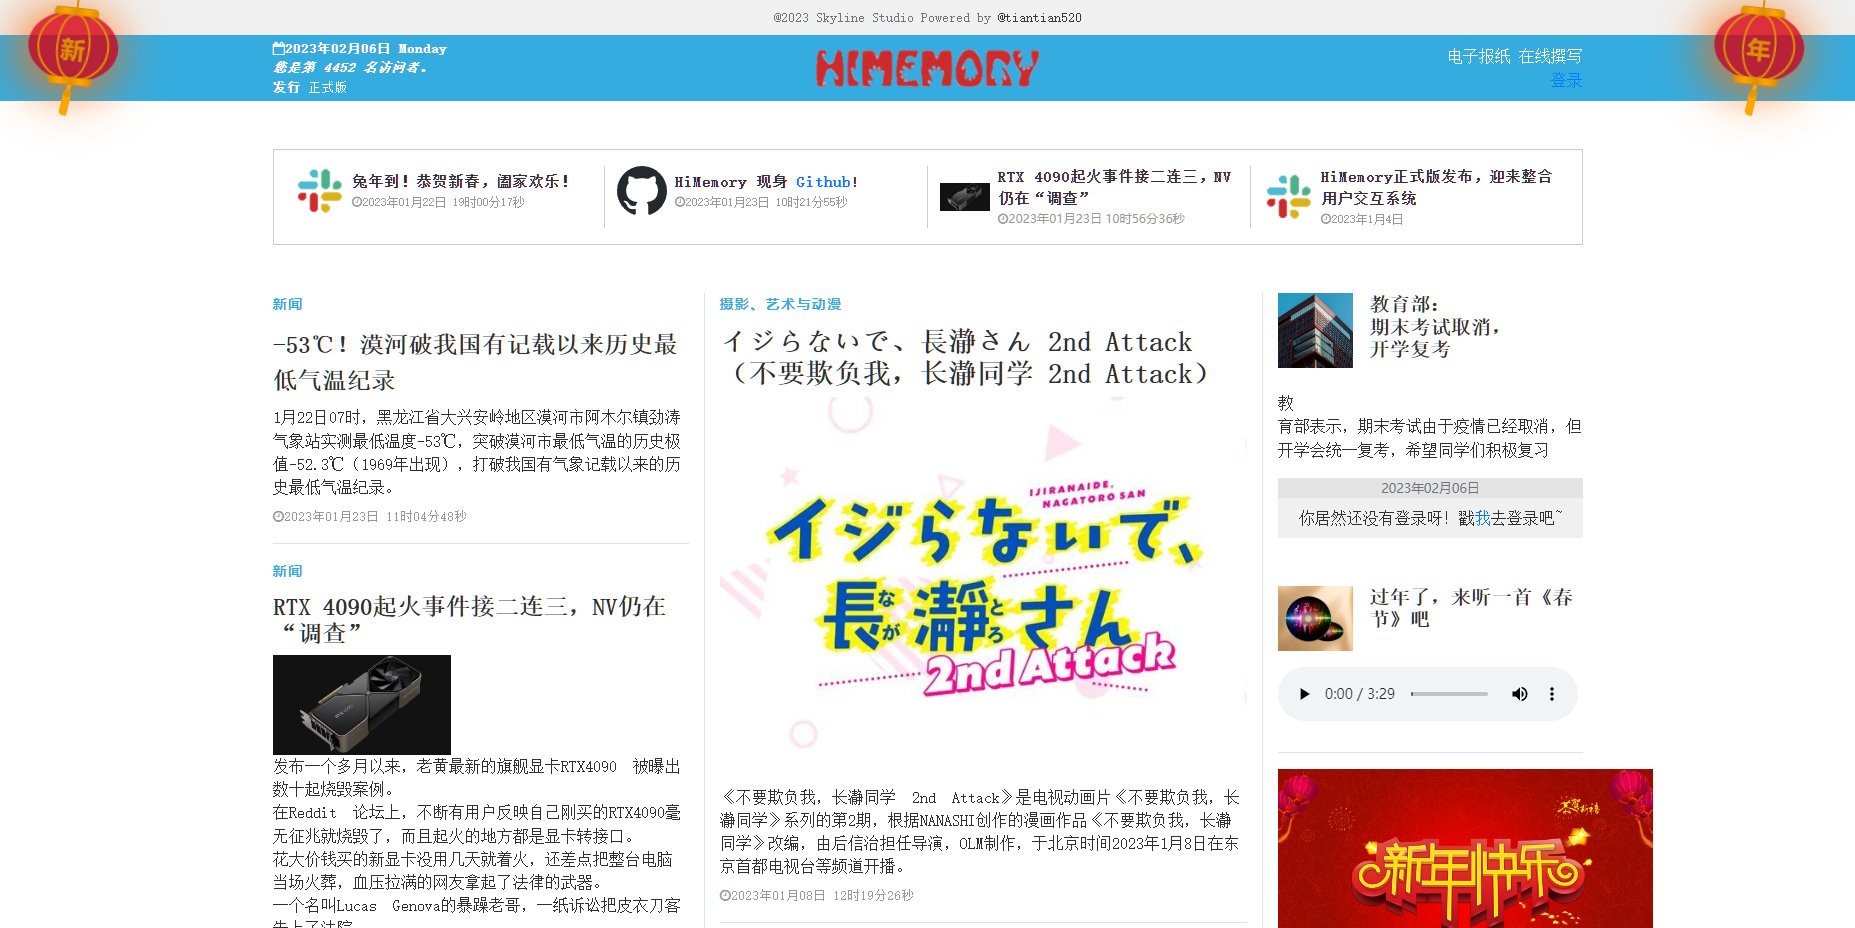 @2023 Skyline Studio Powered by @tiantian520
新
年
2023年02月06日 Monday
您是第 4452 名访问者。
发行 正式版
HIMEMORY
电子报纸 在线撰写
登录
兔年到！恭贺新春，阖家欢乐！
2023年01月22日 19时00分17秒
HiMemory 现身 Github!
2023年01月23日 10时21分55秒
RTX 4090起火事件接二连三，NV
仍在“调查”
2023年01月23日 10时56分36秒
HiMemory正式版发布，迎来整合
用户交互系统
2023年1月4日
新闻
-53℃！漠河破我国有记载以来历史最
低气温纪录
1月22日07时，黑龙江省大兴安岭地区漠河市阿木尔镇劲涛
气象站实测最低温度-53℃，突破漠河市最低气温的历史极
值-52.3℃（1969年出现），打破我国有气象记载以来的历
史最低气温纪录。
2023年01月23日 11时04分48秒
新闻
RTX 4090起火事件接二连三，NV仍在
“调查”
发布一个多月以来，老黄最新的旗舰显卡RTX4090 被曝出
数十起烧毁案例。
在Reddit 论坛上，不断有用户反映自己刚买的RTX4090毫
无征兆就烧毁了，而且起火的地方都是显卡转接口。
花大价钱买的新显卡没用几天就着火，还差点把整台电脑
当场火葬，血压拉满的网友拿起了法律的武器。
一个名叫Lucas Genova的暴躁老哥，一纸诉讼把皮衣刀客
告上了法院
摄影、艺术与动漫
イジらないで、長瀞さん 2nd Attack
（不要欺负我，长瀞同学 2nd Attack）
IJIRANAIDE,
NAGATORO SAN
イジらないで、
長瀞さん
なが とろ
2nd Attack
《不要欺负我，长瀞同学 2nd Attack》是电视动画片《不要欺负我，长
瀞同学》系列的第2期，根据NANASHI创作的漫画作品《不要欺负我，长瀞
同学》改编，由后信治担任导演，OLM制作，于北京时间2023年1月8日在东
京首都电视台等频道开播。
2023年01月08日 12时19分26秒
教育部：
期末考试取消，
开学复考
教
育部表示，期末考试由于疫情已经取消，但
开学会统一复考，希望同学们积极复习
2023年02月06日
你居然还没有登录呀！戳我去登录吧~
过年了，来听一首《春
节》吧
0:00 / 3:29
新年快乐